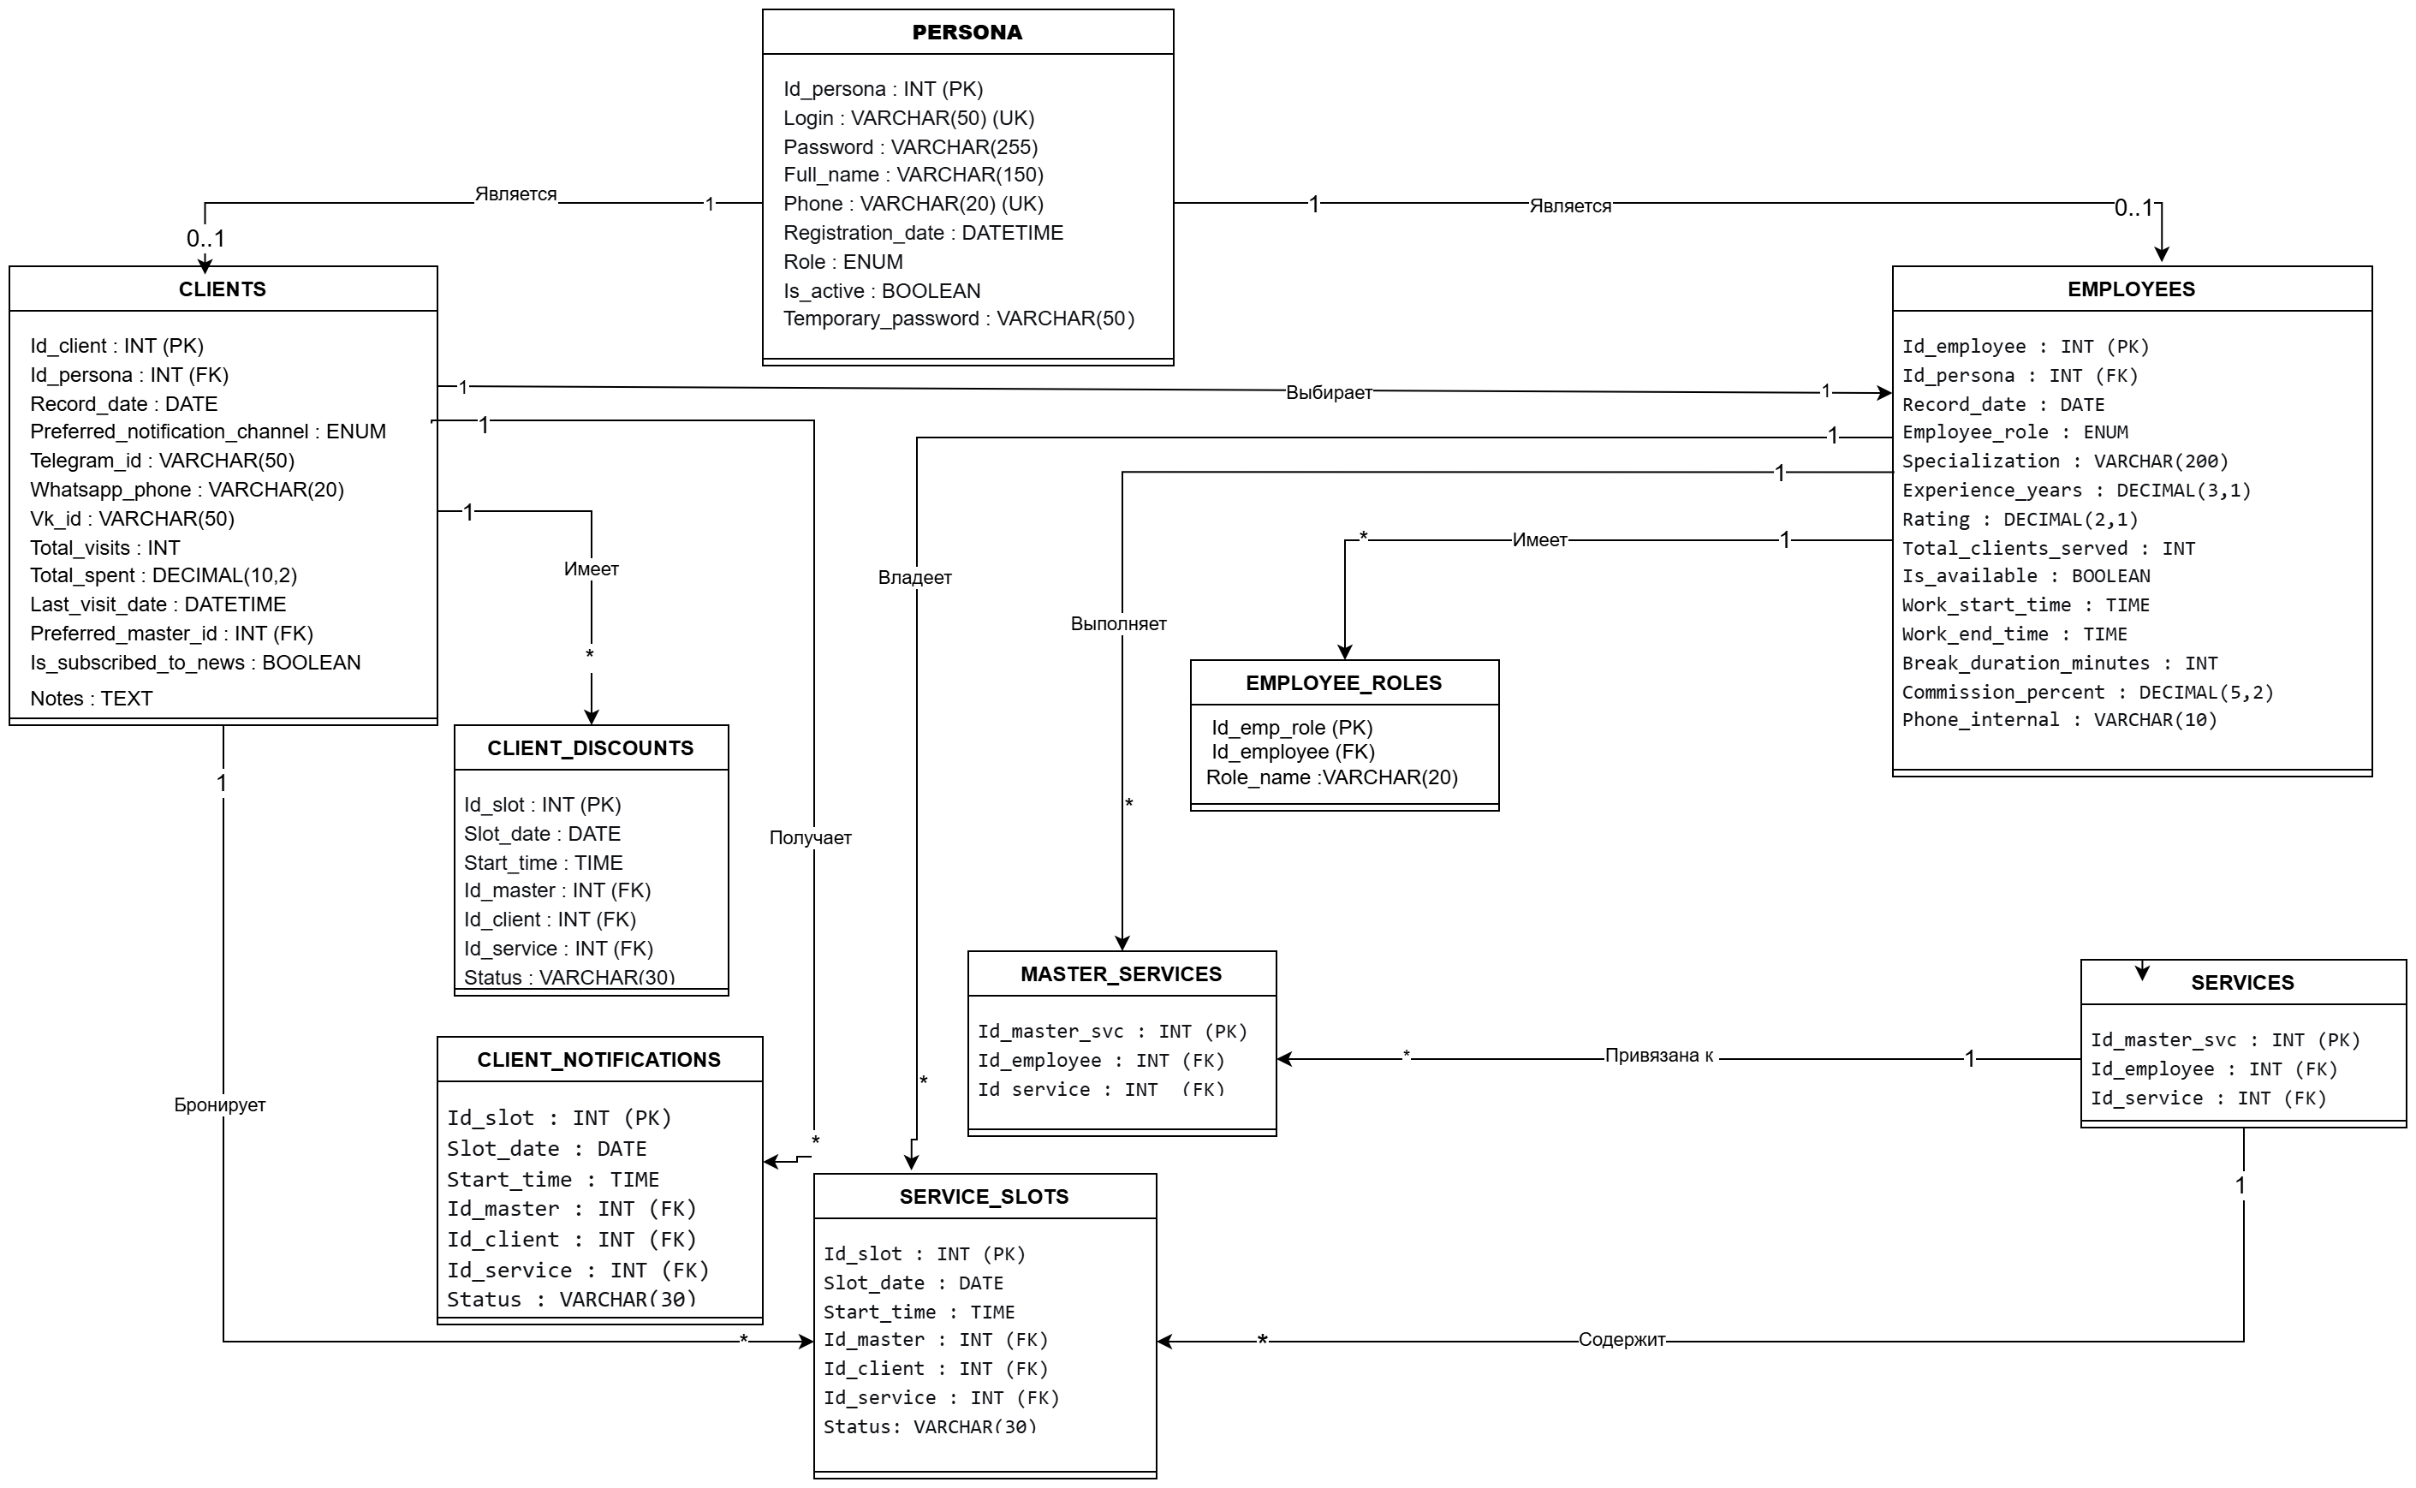 PERSONA
Id_persona : INT (PK)
Login : VARCHAR(50) (UK)
Password : VARCHAR(255)
Full_name : VARCHAR(150)
Phone : VARCHAR(20) (UK)
Registration_date : DATETIME
Role : ENUM
Is_active : BOOLEAN
Temporary_password : VARCHAR(50)
Является
1
0..1
1
Является
0..1
CLIENTS
Id_client : INT (PK)
Id_persona : INT (FK)
Record_date : DATE
Preferred_notification_channel : ENUM
Telegram_id : VARCHAR(50)
Whatsapp_phone : VARCHAR(20)
Vk_id : VARCHAR(50)
Total_visits : INT
Total_spent : DECIMAL(10,2)
Last_visit_date : DATETIME
Preferred_master_id : INT (FK)
Is_subscribed_to_news : BOOLEAN
Notes : TEXT
EMPLOYEES
Id_employee : INT (PK)
Id_persona : INT (FK)
Record_date : DATE
Employee_role : ENUM
Specialization : VARCHAR(200)
Experience_years : DECIMAL(3,1)
Rating : DECIMAL(2,1)
Total_clients_served : INT
Is_available : BOOLEAN
Work_start_time : TIME
Work_end_time : TIME
Break_duration_minutes : INT
Commission_percent : DECIMAL(5,2)
Phone_internal : VARCHAR(10)
1
Выбирает
1
1
Получает
*
1
Имеет
*
1
Владеет
*
1
Выполняет
*
1
Имеет
*
EMPLOYEE_ROLES
Id_emp_role (PK)
Id_employee (FK)
Role_name :VARCHAR(20)
CLIENT_DISCOUNTS
Id_slot : INT (PK)
Slot_date : DATE
Start_time : TIME
Id_master : INT (FK)
Id_client : INT (FK)
Id_service : INT (FK)
Status : VARCHAR(30)
1
Бронирует
*
MASTER_SERVICES
Id_master_svc : INT (PK)
Id_employee : INT (FK)
Id_service : INT (FK)
*
Привязана к
1
SERVICES
Id_master_svc : INT (PK)
Id_employee : INT (FK)
Id_service : INT (FK)
CLIENT_NOTIFICATIONS
Id_slot : INT (PK)
Slot_date : DATE
Start_time : TIME
Id_master : INT (FK)
Id_client : INT (FK)
Id_service : INT (FK)
Status : VARCHAR(30)
SERVICE_SLOTS
Id_slot : INT (PK)
Slot_date : DATE
Start_time : TIME
Id_master : INT (FK)
Id_client : INT (FK)
Id_service : INT (FK)
Status: VARCHAR(30)
1
Содержит
*